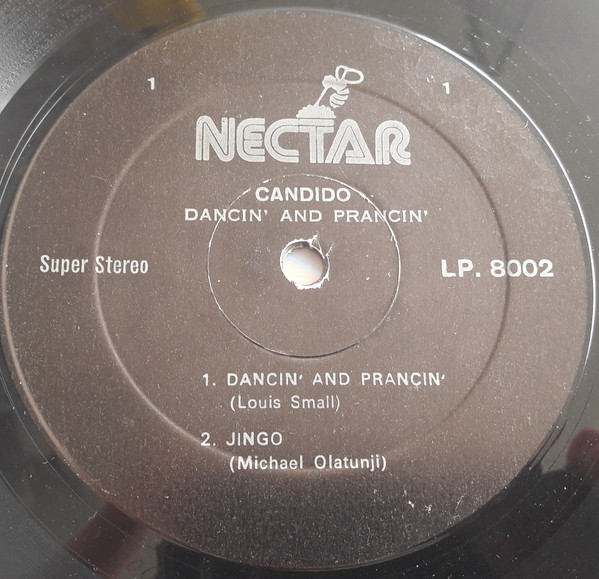 1
1
NECTAR
CANDIDO
DANCIN' AND PRANCIN'
Super Stereo
LP. 8002
1. DANCIN' AND PRANCIN'
(Louis Small)
2. JINGO
(Michael Olatunji)